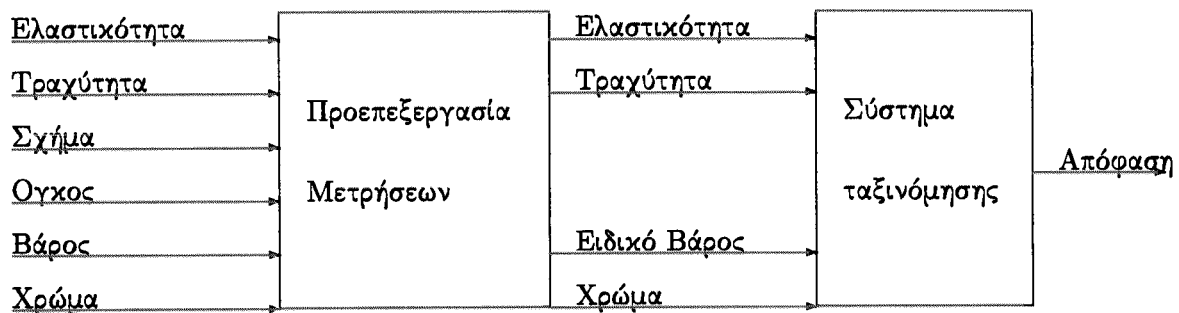 Ελαστικότητα
Τραχύτητα
Σχήμα
Ογκος
Βάρος
Χρώμα
Προεπεξεργασία
Μετρήσεων
Ελαστικότητα
Τραχύτητα
Ειδικό Βάρος
Χρώμα
Σύστημα
ταξινόμησης
Απόφαση